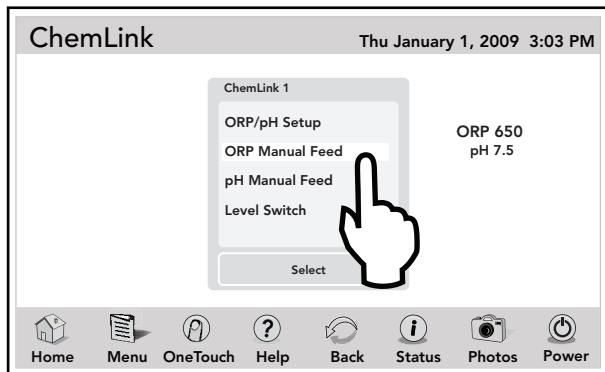 ChemLink Thu January 1, 2009 3:03 PM
ChemLink 1
ORP/pH Setup
ORP Manual Feed
pH Manual Feed
Level Switch
Select
ORP 650
pH 7.5
Home Menu OneTouch Help Back Status Photos Power